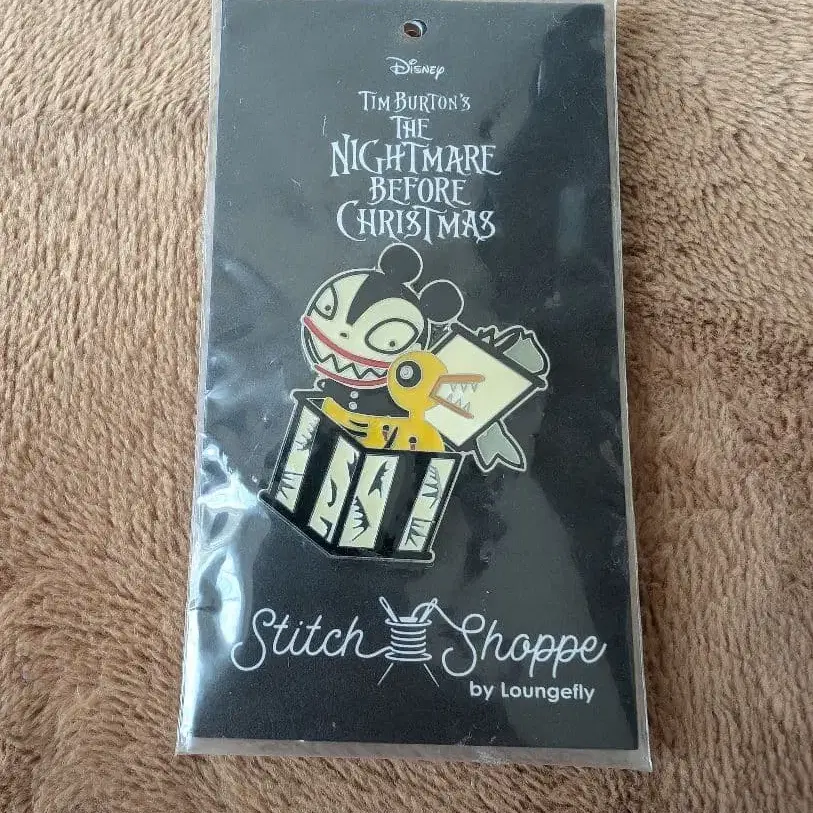 Disney
TIM BURTON'S
THE
NIGHTMARE
BEFORE
CHRISTMAS
Stitch Shoppe
by Loungefly